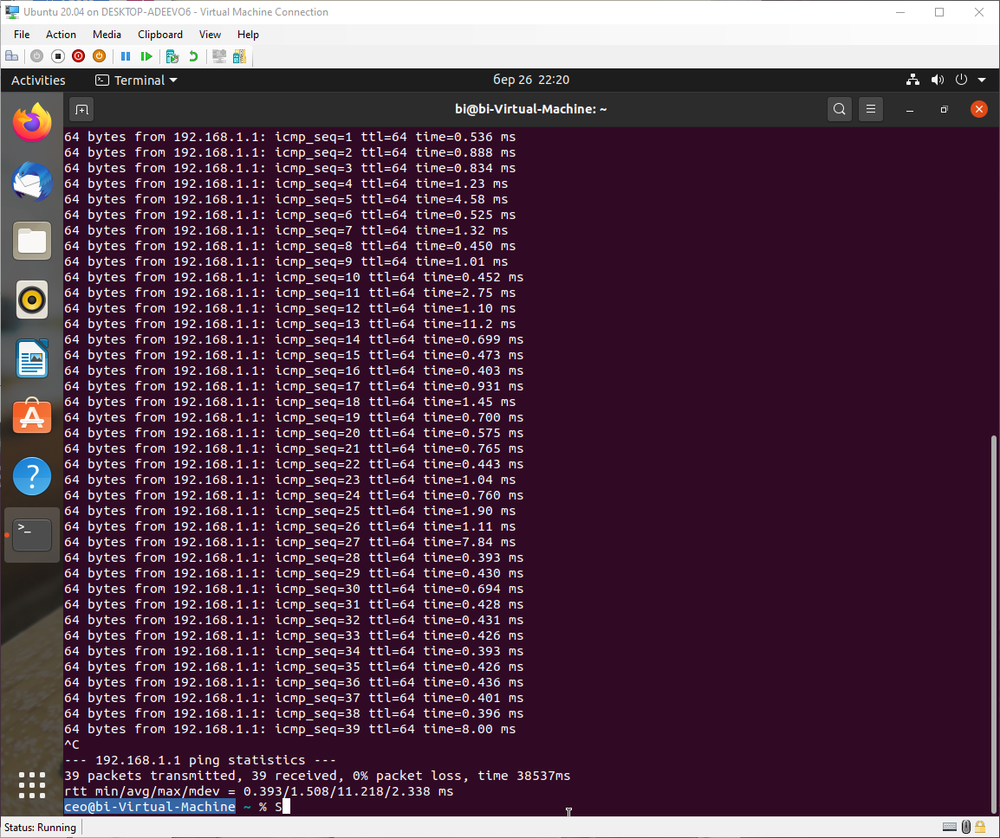 Ubuntu 20.04 on DESKTOP-ADEEVO6 - Virtual Machine Connection
File Action Media Clipboard View Help
Activities Terminal бер 26 22:20
bi@bi-Virtual-Machine: ~
64 bytes from 192.168.1.1: icmp_seq=1 ttl=64 time=0.536 ms
64 bytes from 192.168.1.1: icmp_seq=2 ttl=64 time=0.888 ms
64 bytes from 192.168.1.1: icmp_seq=3 ttl=64 time=0.834 ms
64 bytes from 192.168.1.1: icmp_seq=4 ttl=64 time=1.23 ms
64 bytes from 192.168.1.1: icmp_seq=5 ttl=64 time=4.58 ms
64 bytes from 192.168.1.1: icmp_seq=6 ttl=64 time=0.525 ms
64 bytes from 192.168.1.1: icmp_seq=7 ttl=64 time=1.32 ms
64 bytes from 192.168.1.1: icmp_seq=8 ttl=64 time=0.450 ms
64 bytes from 192.168.1.1: icmp_seq=9 ttl=64 time=1.01 ms
64 bytes from 192.168.1.1: icmp_seq=10 ttl=64 time=0.452 ms
64 bytes from 192.168.1.1: icmp_seq=11 ttl=64 time=2.75 ms
64 bytes from 192.168.1.1: icmp_seq=12 ttl=64 time=1.10 ms
64 bytes from 192.168.1.1: icmp_seq=13 ttl=64 time=11.2 ms
64 bytes from 192.168.1.1: icmp_seq=14 ttl=64 time=0.699 ms
64 bytes from 192.168.1.1: icmp_seq=15 ttl=64 time=0.473 ms
64 bytes from 192.168.1.1: icmp_seq=16 ttl=64 time=0.403 ms
64 bytes from 192.168.1.1: icmp_seq=17 ttl=64 time=0.931 ms
64 bytes from 192.168.1.1: icmp_seq=18 ttl=64 time=1.45 ms
64 bytes from 192.168.1.1: icmp_seq=19 ttl=64 time=0.700 ms
64 bytes from 192.168.1.1: icmp_seq=20 ttl=64 time=0.575 ms
64 bytes from 192.168.1.1: icmp_seq=21 ttl=64 time=0.765 ms
64 bytes from 192.168.1.1: icmp_seq=22 ttl=64 time=0.443 ms
64 bytes from 192.168.1.1: icmp_seq=23 ttl=64 time=1.04 ms
64 bytes from 192.168.1.1: icmp_seq=24 ttl=64 time=0.760 ms
64 bytes from 192.168.1.1: icmp_seq=25 ttl=64 time=1.90 ms
64 bytes from 192.168.1.1: icmp_seq=26 ttl=64 time=1.11 ms
64 bytes from 192.168.1.1: icmp_seq=27 ttl=64 time=7.84 ms
64 bytes from 192.168.1.1: icmp_seq=28 ttl=64 time=0.393 ms
64 bytes from 192.168.1.1: icmp_seq=29 ttl=64 time=0.430 ms
64 bytes from 192.168.1.1: icmp_seq=30 ttl=64 time=0.694 ms
64 bytes from 192.168.1.1: icmp_seq=31 ttl=64 time=0.428 ms
64 bytes from 192.168.1.1: icmp_seq=32 ttl=64 time=0.431 ms
64 bytes from 192.168.1.1: icmp_seq=33 ttl=64 time=0.426 ms
64 bytes from 192.168.1.1: icmp_seq=34 ttl=64 time=0.393 ms
64 bytes from 192.168.1.1: icmp_seq=35 ttl=64 time=0.426 ms
64 bytes from 192.168.1.1: icmp_seq=36 ttl=64 time=0.436 ms
64 bytes from 192.168.1.1: icmp_seq=37 ttl=64 time=0.401 ms
64 bytes from 192.168.1.1: icmp_seq=38 ttl=64 time=0.396 ms
64 bytes from 192.168.1.1: icmp_seq=39 ttl=64 time=8.00 ms
^C
--- 192.168.1.1 ping statistics ---
39 packets transmitted, 39 received, 0% packet loss, time 38537ms
rtt min/avg/max/mdev = 0.393/1.508/11.218/2.338 ms
ceo@bi-Virtual-Machine ~ % S
Status: Running